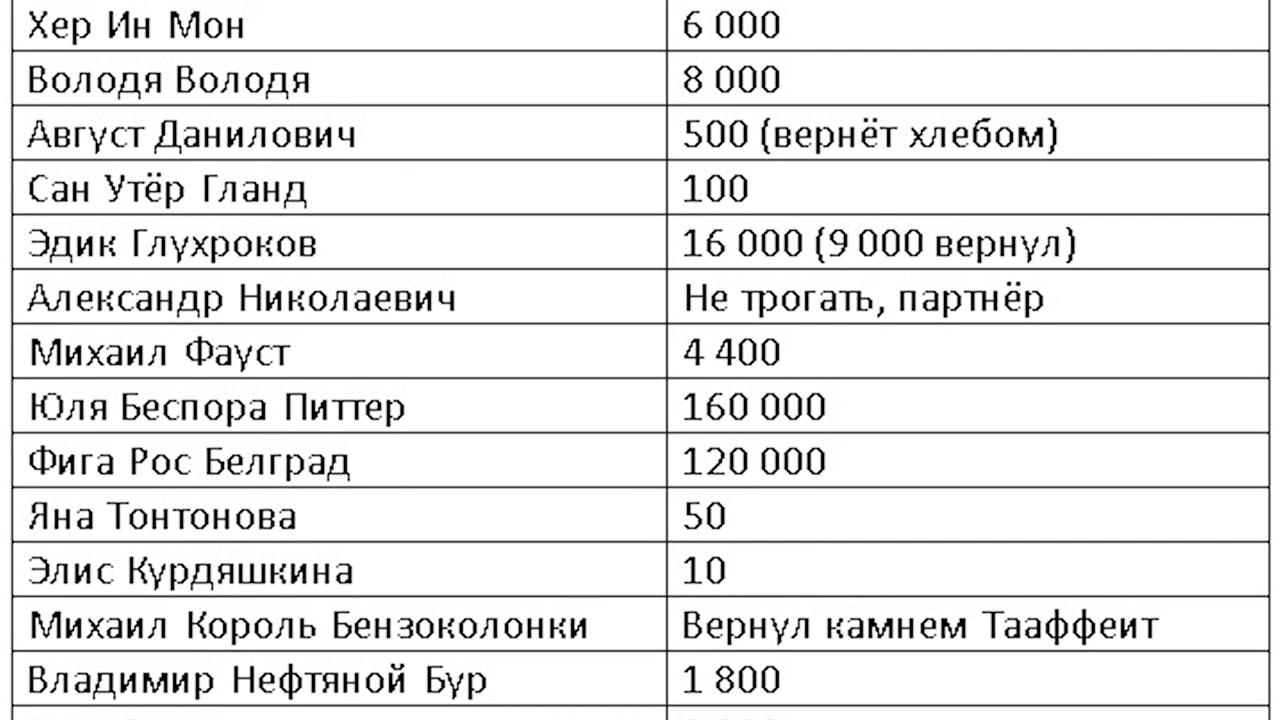 Хер Ин Мон 6 000
Володя Володя 8 000
Август Данилович 500 (вернёт хлебом)
Сан Утёр Гланд 100
Эдик Глухроков 16 000 (9 000 вернул)
Александр Николаевич Не трогать, партнёр
Михаил Фауст 4 400
Юля Беспора Питтер 160 000
Фига Рос Белград 120 000
Яна Тонтонова 50
Элис Курдяшкина 10
Михаил Король Бензоколонки Вернул камнем Тааффеит
Владимир Нефтяной Бур 1 800